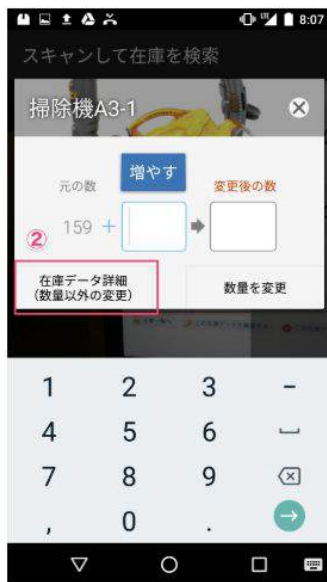 8:07
スキャンして在庫を検索
掃除機A3-1
増やす
元の数
変更後の数
②
159 +
在庫データ詳細
(数量以外の変更)
数量を変更
1 2 3 -
4 5 6
7 8 9
, 0 .